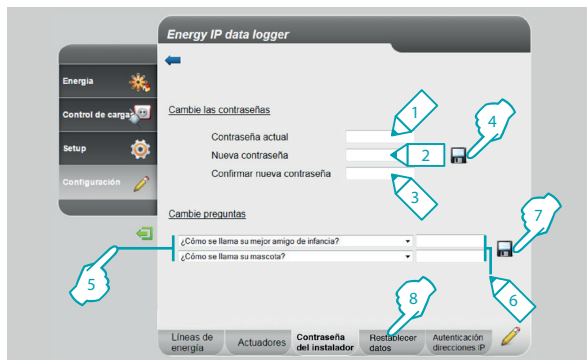 Energy IP data logger
Energía
Control de carga
Setup
Configuración
Cambie las contraseñas
Contraseña actual
Nueva contraseña
Confirmar nueva contraseña
1
2
3
4
Cambie preguntas
¿Cómo se llama su mejor amigo de infancia?
¿Cómo se llama su mascota?
5
6
7
8
Líneas de energía
Actuadores
Contraseña del instalador
Restablecer datos
Autenticación direcciones IP